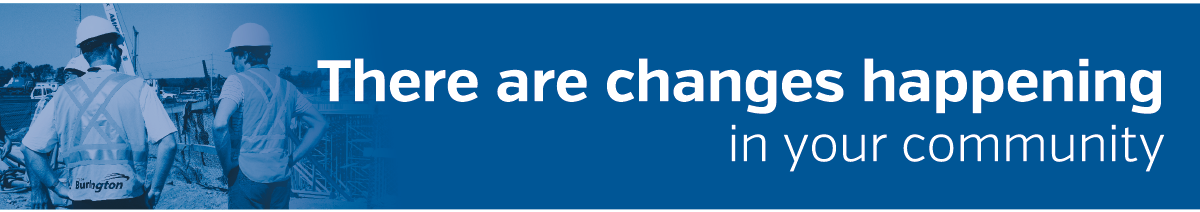 There are changes happening
in your community
Burlington